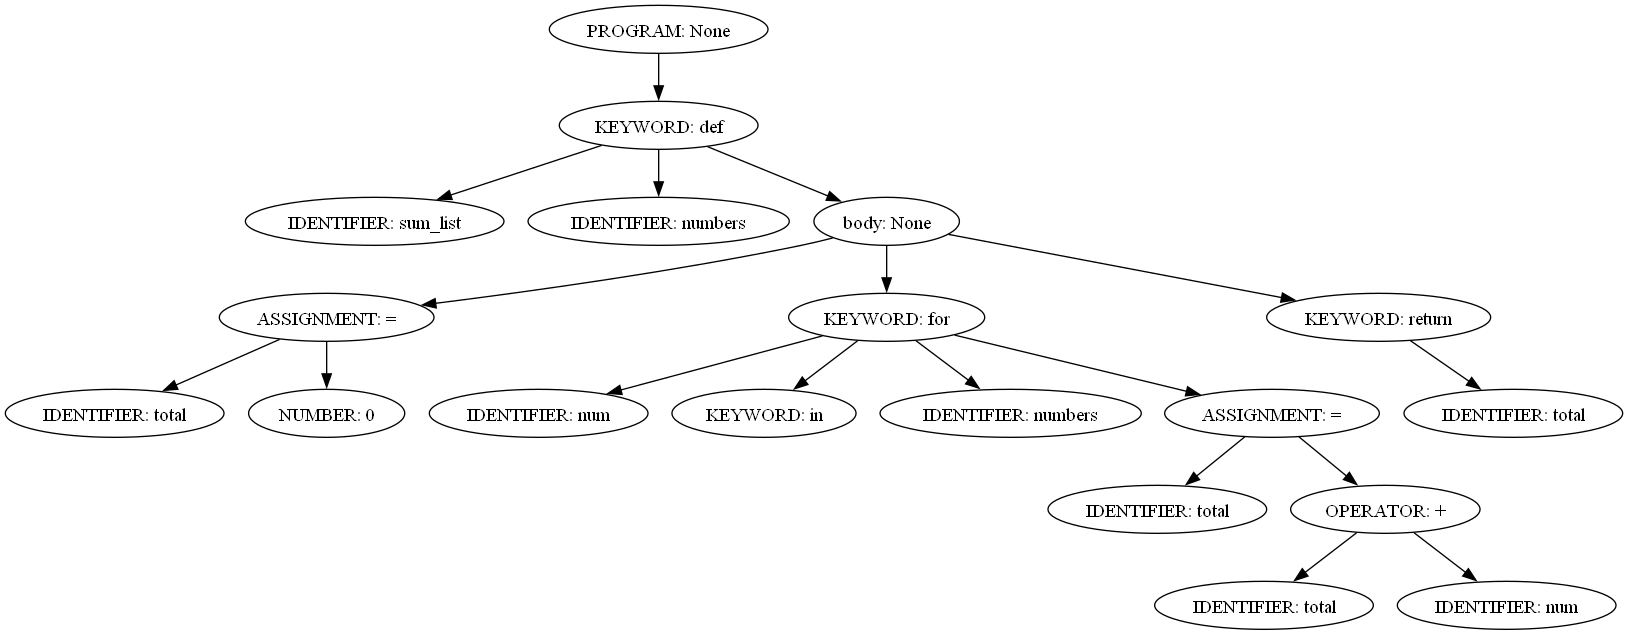 PROGRAM: None
KEYWORD: def
IDENTIFIER: sum_list
IDENTIFIER: numbers
body: None
ASSIGNMENT: =
KEYWORD: for
KEYWORD: return
IDENTIFIER: total
NUMBER: 0
IDENTIFIER: num
KEYWORD: in
IDENTIFIER: numbers
ASSIGNMENT: =
IDENTIFIER: total
IDENTIFIER: total
OPERATOR: +
IDENTIFIER: total
IDENTIFIER: num